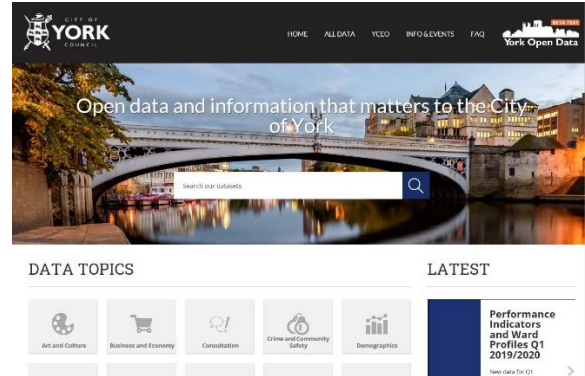 CITY OF
YORK
COUNCIL
HOME ALL DATA YCEO INFO & EVENTS FAQ
BETA TEST
York Open Data
Open data and information that matters to the City
of York
Search our datasets
DATA TOPICS
Art and Culture
Business and Economy
Consultation
Crime and Community
Safety
Demographics
LATEST
Performance
Indicators
and Ward
Profiles Q1
2019/2020
New data for Q1